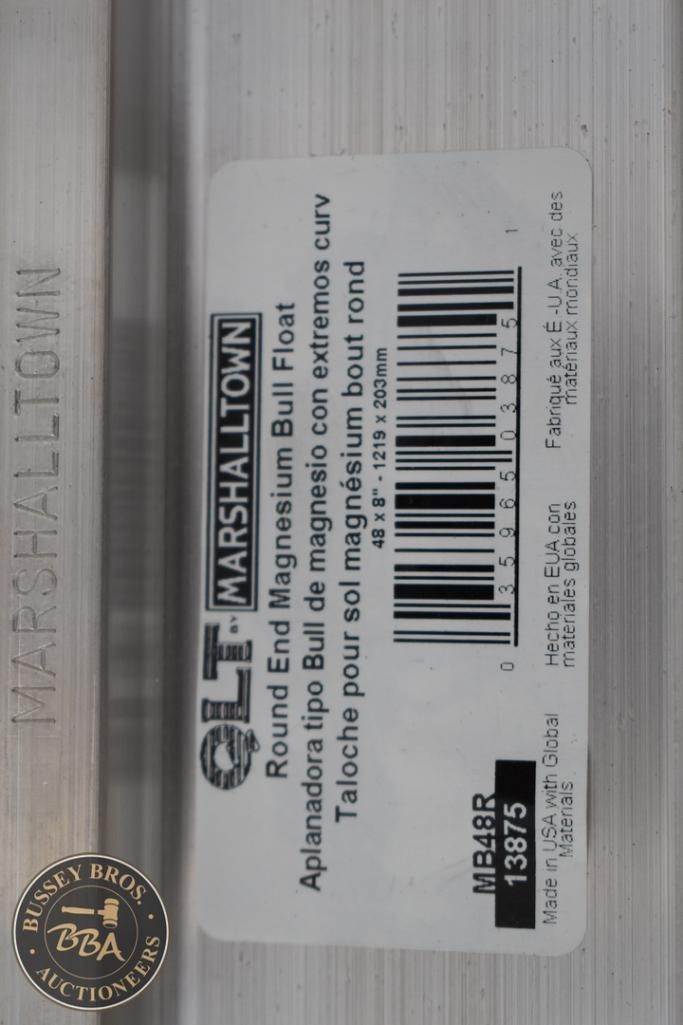 MARSHALLTOWN
QLT BY MARSHALLTOWN
Round End Magnesium Bull Float
Aplanadora tipo Bull de magnesio con extremos curv
Taloche pour sol magnésium bout rond
48 x 8" - 1219 x 203mm
0 35965 03875 1
MB48R
13875
Made in USA with Global
Materials
Hecho en EUA con
materiales globales
Fabriqué aux É -U.A. avec des
matériaux mondiaux
BUSSEY BROS.
BBA
AUCTIONEERS